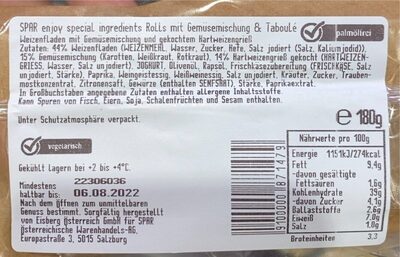 SPAR enjoy special ingredients Rolls mit Gemüsemischung & Taboulé
Weizenfladen mit Gemüsemischung und gekochtem Hartweizengrieß
palmölfrei
Zutaten: 44% Weizenfladen (WEIZENMEHL, Wasser, Zucker, Hefe, Salz jodiert (Salz, Kaliumjodid)),
15% Gemüsemischung (Karotten, Weißkraut, Rotkraut), 14% Hartweizengrieß gekocht (HARTWEIZEN-
GRIESS, Wasser, Salz unjodiert), JOGHURT, Olivenöl, Rapsöl, Frischkäsezubereitung (FRISCHKÄSE, Salz
unjodiert, Stärke), Paprika, Weingeistessig, Weißweinessig, Salz unjodiert, Kräuter, Zucker, Trauben-
mostkonzentrat, Zitronensaft, Gewürze (enthalten SENFSAAT), Stärke, Paprikaextrakt.
In Großbuchstaben angegebene Zutaten enthalten allergene Inhaltsstoffe.
Kann Spuren von Fisch, Eiern, Soja, Schalenfrüchten und Sesam enthalten.
Unter Schutzatmosphäre verpackt.
e 180g
vegetarisch
Gekühlt lagern bei +2 bis +4°C.
22306036
Mindestens
haltbar bis: 06.08.2022
Nach dem Öffnen zum unmittelbaren
Genuss bestimmt. Sorgfältig hergestellt
von Eisberg Österreich GmbH für SPAR
Österreichische Warenhandels-AG,
Europastraße 3, 5015 Salzburg
9100000871479
Nährwerte pro 100g
Energie 1151kJ/274kcal
Fett 9,4g
-davon gesättigte
Fettsäuren 1,6g
Kohlenhydrate 39g
-davon Zucker 4,1g
Ballaststoffe 2,6g
Eiweiß 7,0g
Salz 1,0g
Broteinheiten 3,3